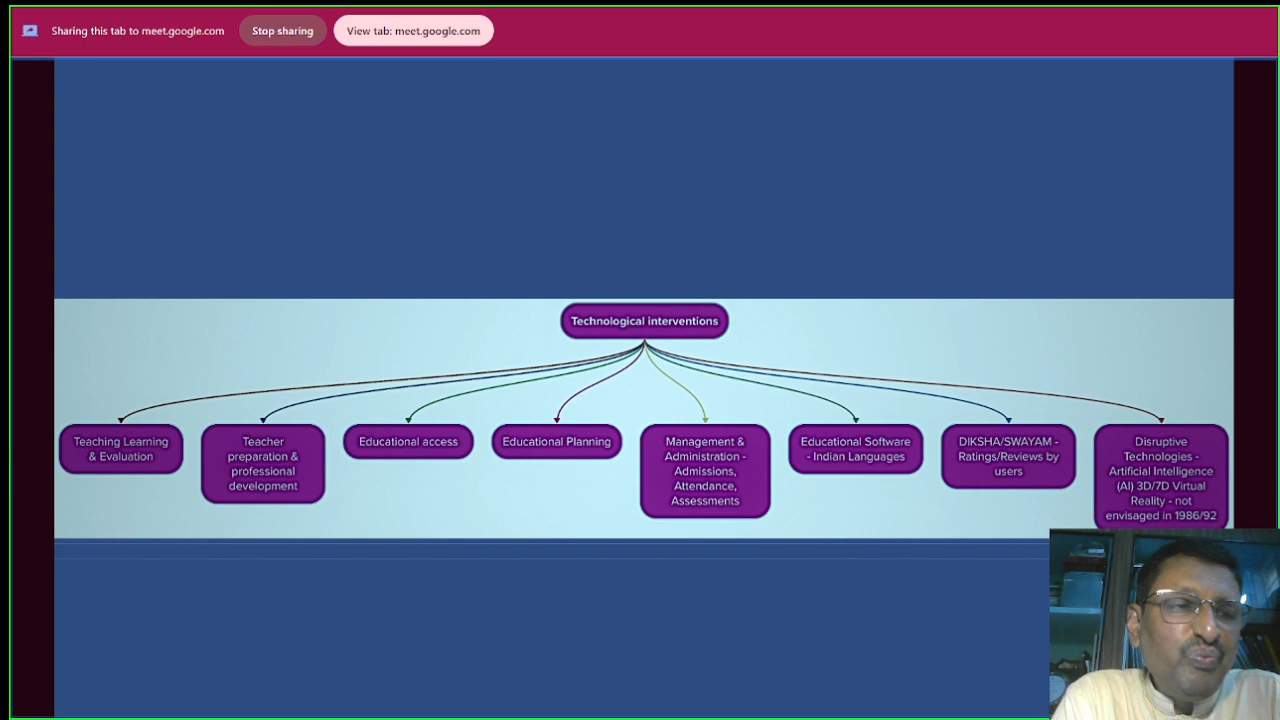 Sharing this tab to meet.google.com
Stop sharing
View tab: meet.google.com
Technological interventions
Teaching Learning
& Evaluation
Teacher
preparation &
professional
development
Educational access
Educational Planning
Management &
Administration -
Admissions,
Attendance,
Assessments
Educational Software
- Indian Languages
DIKSHA/SWAYAM -
Ratings/Reviews by
users
Disruptive
Technologies -
Artificial Intelligence
(AI) 3D/7D Virtual
Reality - not
envisaged in 1986/92